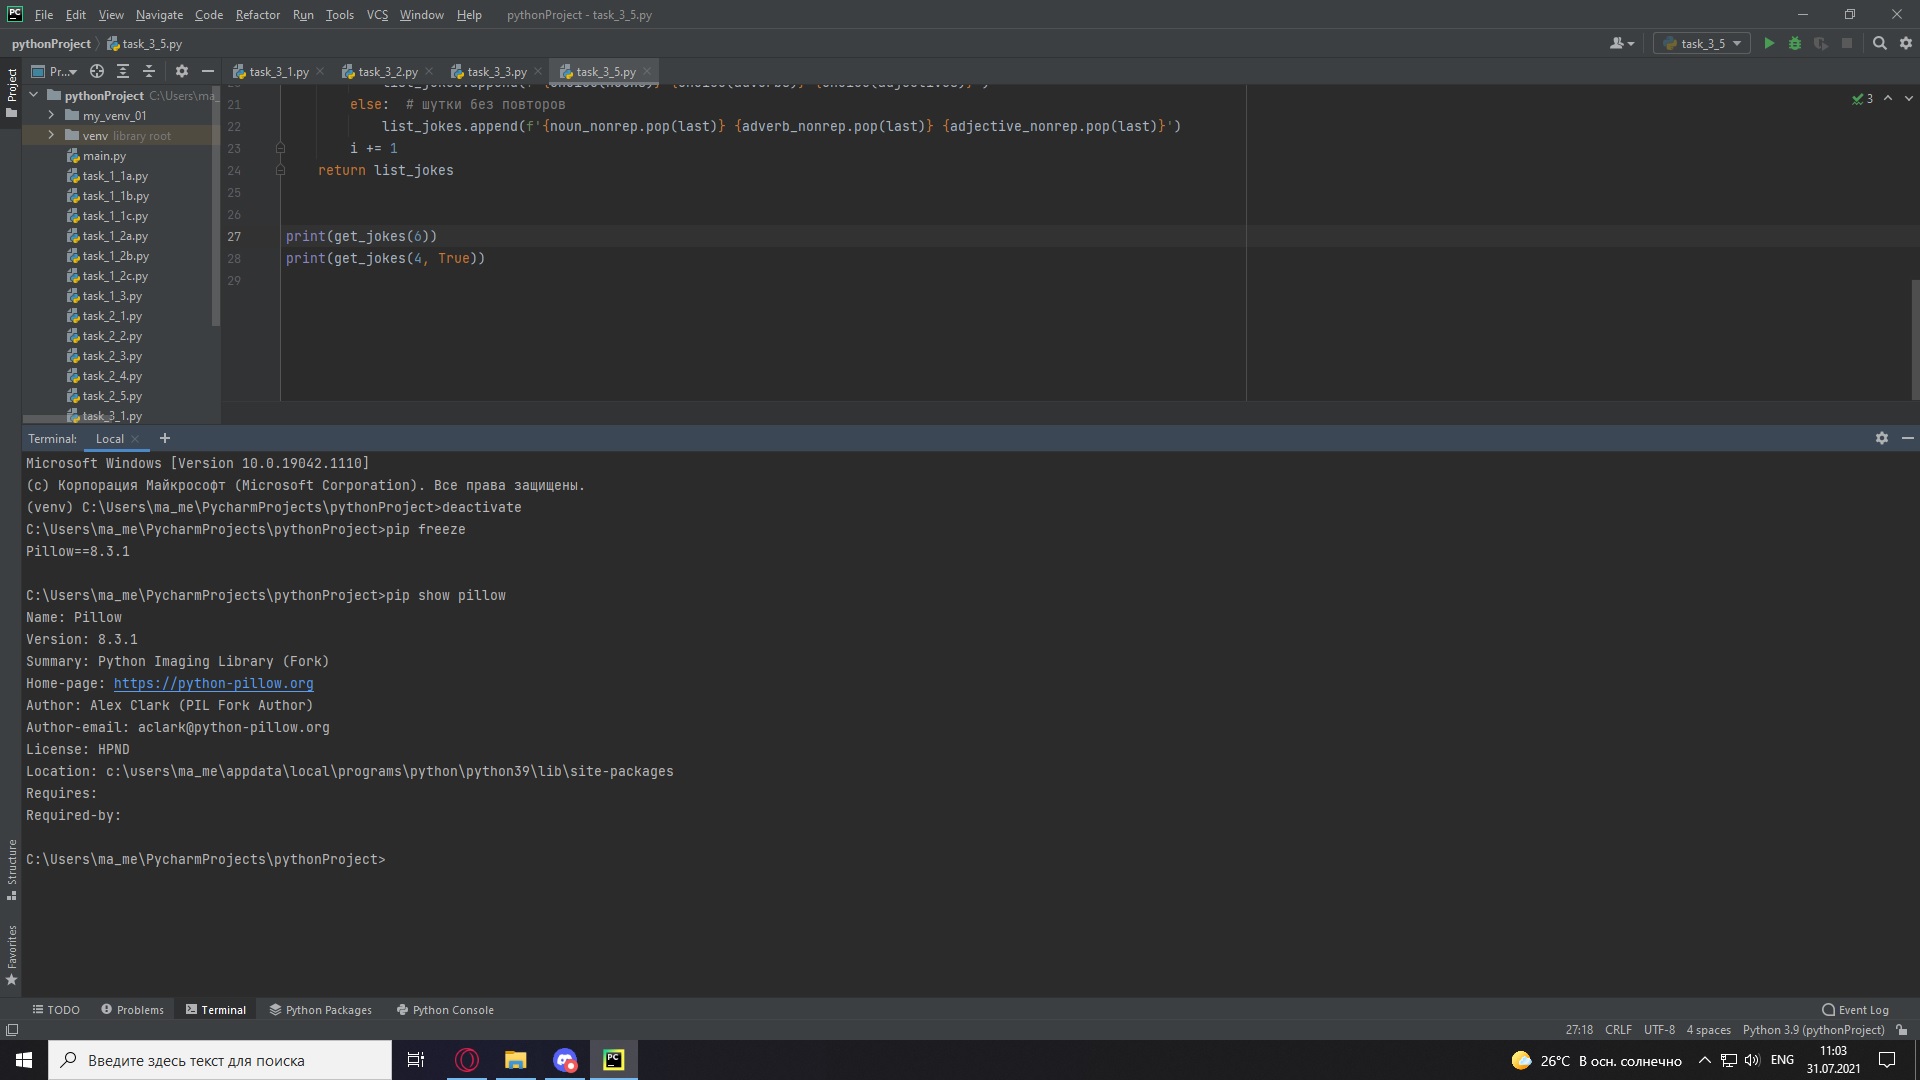 File Edit View Navigate Code Refactor Run Tools VCS Window Help pythonProject - task_3_5.py
pythonProject task_3_5.py task_3_5
Project
Pr... task_3_1.py task_3_2.py task_3_3.py task_3_5.py
pythonProject C:\Users\ma_
my_venv_01
venv library root
main.py
task_1_1a.py
task_1_1b.py
task_1_1c.py
task_1_2a.py
task_1_2b.py
task_1_2c.py
task_1_3.py
task_2_1.py
task_2_2.py
task_2_3.py
task_2_4.py
task_2_5.py
task_3_1.py
3
21 else: # шутки без повторов
22 list_jokes.append(f'{noun_nonrep.pop(last)} {adverb_nonrep.pop(last)} {adjective_nonrep.pop(last)}')
23 i += 1
24 return list_jokes
25
26
27 print(get_jokes(6))
28 print(get_jokes(4, True))
29
Terminal: Local
Microsoft Windows [Version 10.0.19042.1110]
(c) Корпорация Майкрософт (Microsoft Corporation). Все права защищены.
(venv) C:\Users\ma_me\PycharmProjects\pythonProject>deactivate
C:\Users\ma_me\PycharmProjects\pythonProject>pip freeze
Pillow==8.3.1
C:\Users\ma_me\PycharmProjects\pythonProject>pip show pillow
Name: Pillow
Version: 8.3.1
Summary: Python Imaging Library (Fork)
Home-page: https://python-pillow.org
Author: Alex Clark (PIL Fork Author)
Author-email: aclark@python-pillow.org
License: HPND
Location: c:\users\ma_me\appdata\local\programs\python\python39\lib\site-packages
Requires:
Required-by:
C:\Users\ma_me\PycharmProjects\pythonProject>
Structure
Favorites
TODO Problems Terminal Python Packages Python Console Event Log
27:18 CRLF UTF-8 4 spaces Python 3.9 (pythonProject)
Введите здесь текст для поиска
26°C В осн. солнечно ENG 11:03
31.07.2021